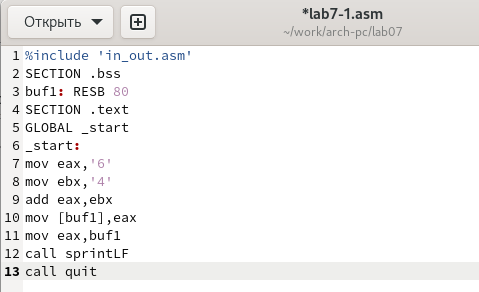 Открыть
*lab7-1.asm
~/work/arch-pc/lab07
1 %include 'in_out.asm'
2 SECTION .bss
3 buf1: RESB 80
4 SECTION .text
5 GLOBAL _start
6 _start:
7 mov eax,'6'
8 mov ebx,'4'
9 add eax,ebx
10 mov [buf1],eax
11 mov eax,buf1
12 call sprintLF
13 call quit